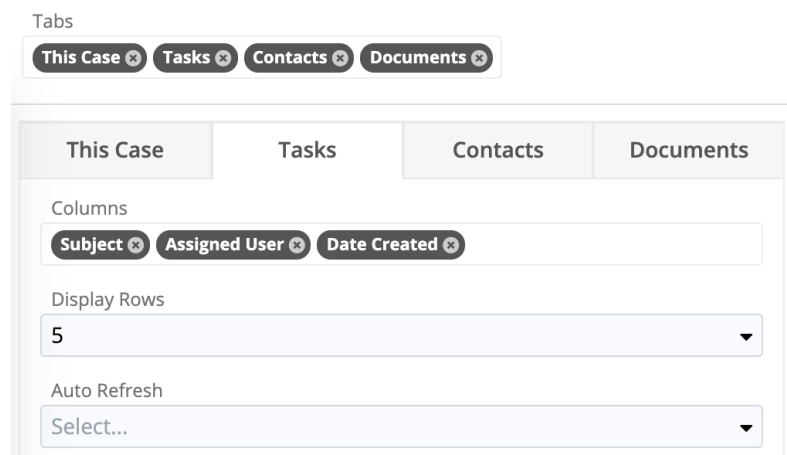 Tabs
This Case Tasks Contacts Documents
This Case Tasks Contacts Documents
Columns
Subject Assigned User Date Created
Display Rows
5
Auto Refresh
Select...